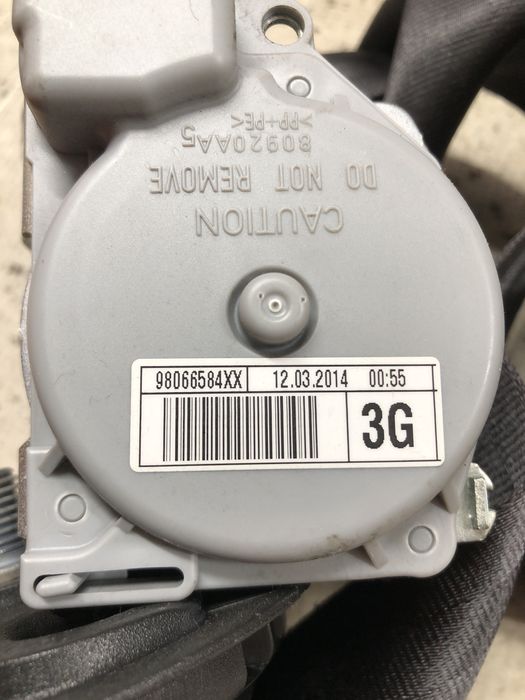 CAUTION
DO NOT REMOVE
80920AA5
>PP+PE<
98066584XX 12.03.2014 00:55
3G